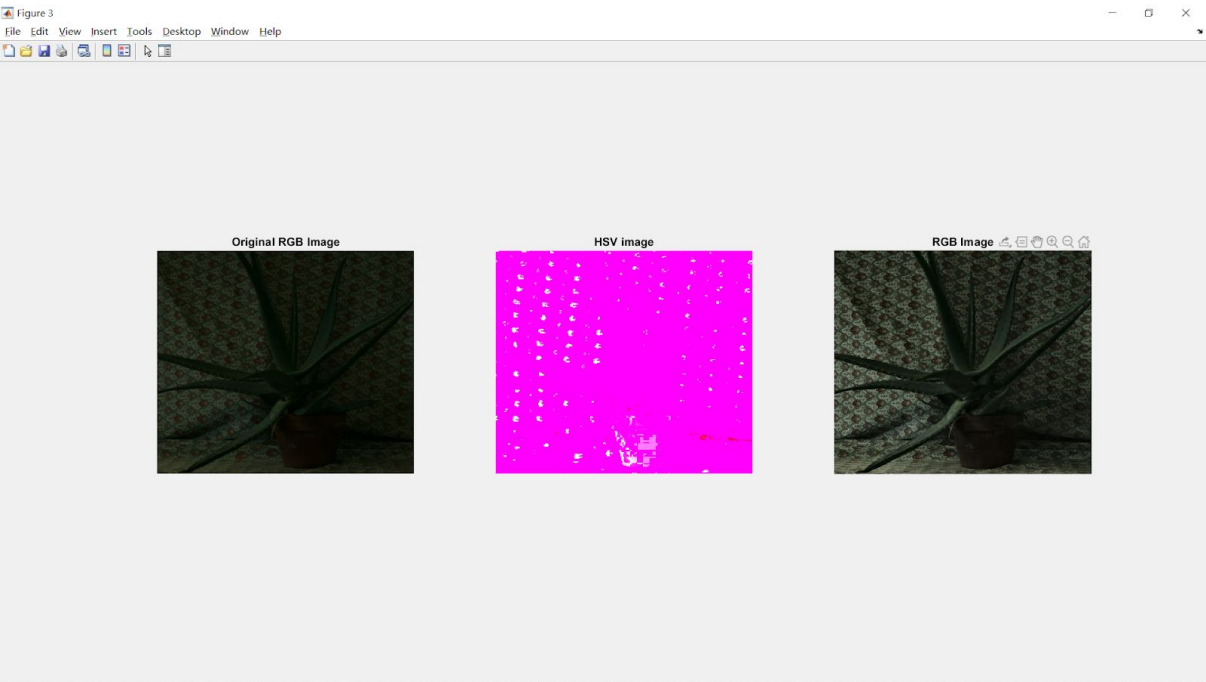 Figure 3
File Edit View Insert Tools Desktop Window Help
Original RGB Image
HSV image
RGB Image